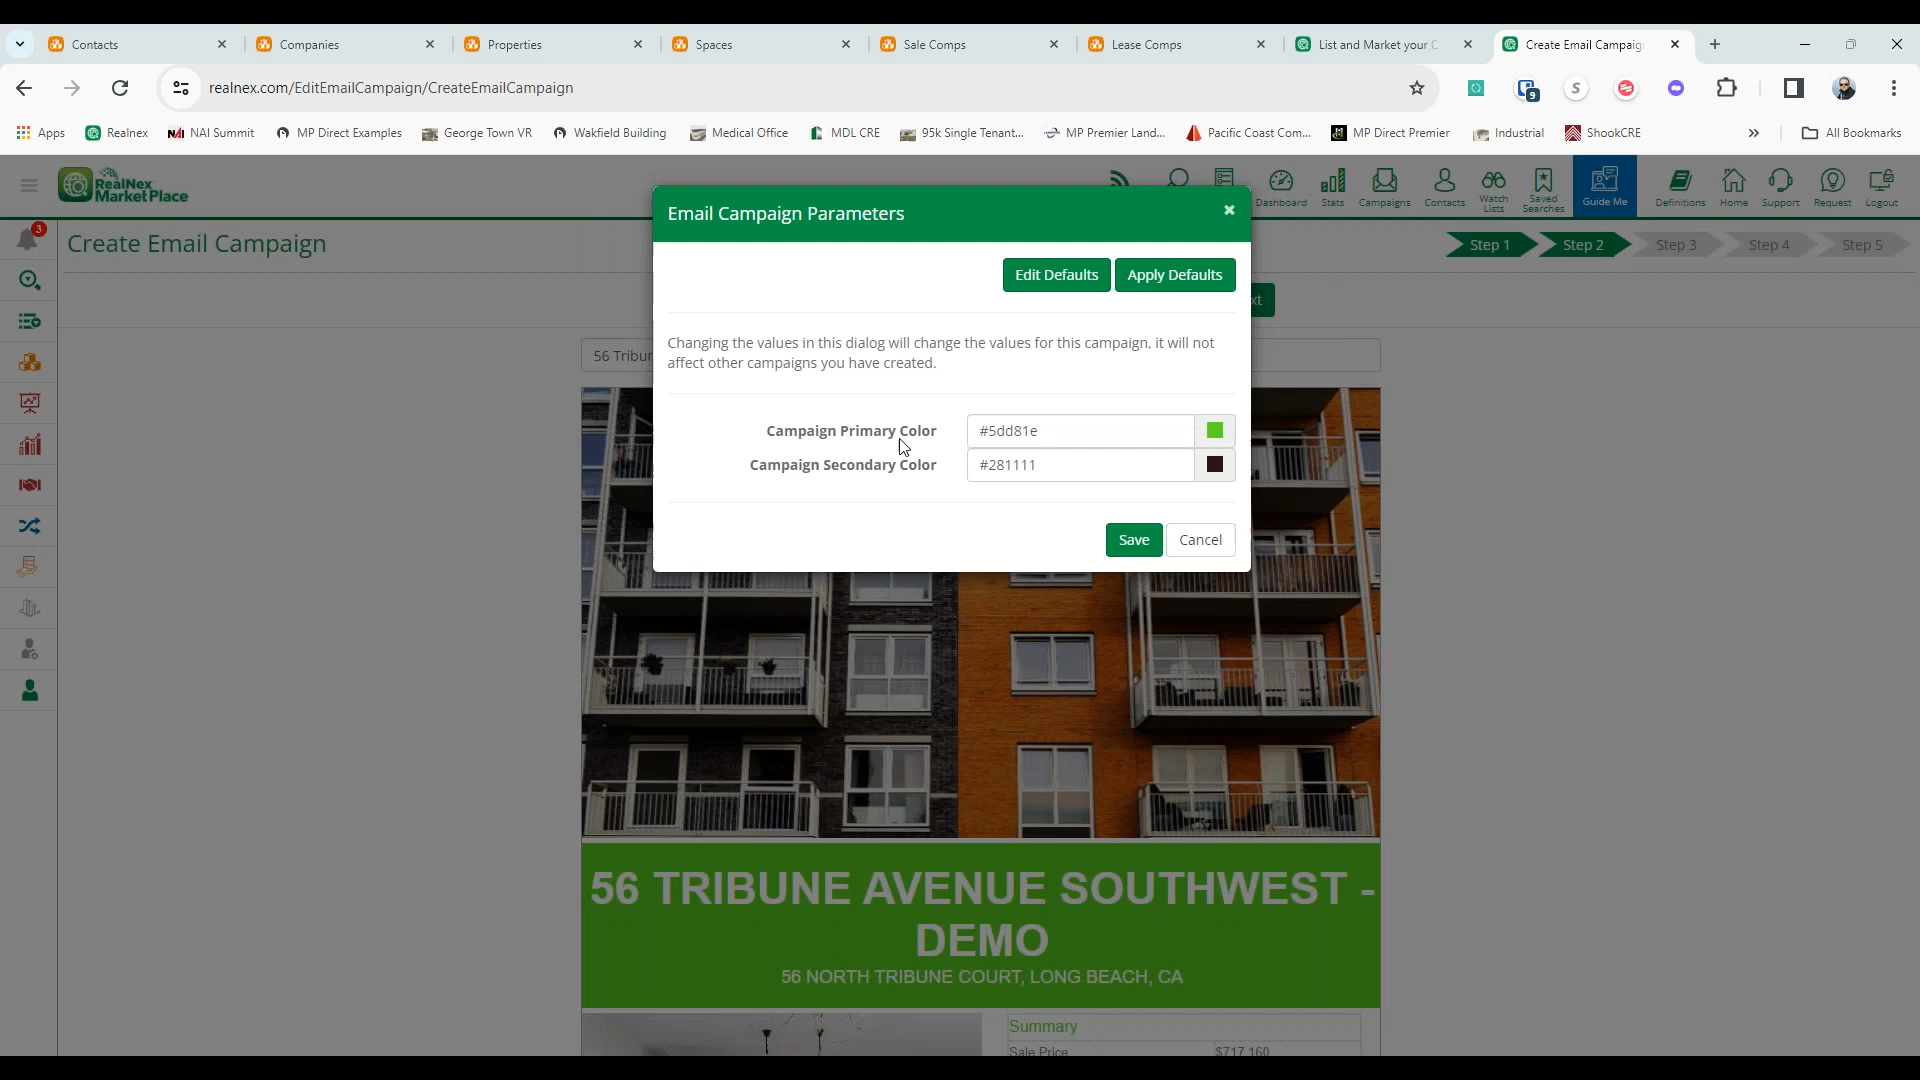 Contacts
Companies
Properties
Spaces
Sale Comps
Lease Comps
List and Market your C
Create Email Campaign
realnex.com/EditEmailCampaign/CreateEmailCampaign
9
S
Apps
Realnex
NAI Summit
MP Direct Examples
George Town VR
Wakfield Building
Medical Office
MDL CRE
95k Single Tenant...
MP Premier Land...
Pacific Coast Com...
MP Direct Premier
Industrial
ShookCRE
All Bookmarks
RealNex
MarketPlace
Dashboard
Stats
Campaigns
Contacts
Watch
Lists
Saved
Searches
Guide Me
Definitions
Home
Support
Request
Logout
3
Create Email Campaign
Step 1
Step 2
Step 3
Step 4
Step 5
Email Campaign Parameters
Edit Defaults
Apply Defaults
xt
56 Tribun
Changing the values in this dialog will change the values for this campaign, it will not
affect other campaigns you have created.
Campaign Primary Color
#5dd81e
Campaign Secondary Color
#281111
Save
Cancel
56 TRIBUNE AVENUE SOUTHWEST -
DEMO
56 NORTH TRIBUNE COURT, LONG BEACH, CA
Summary
Sale Price
$717,160